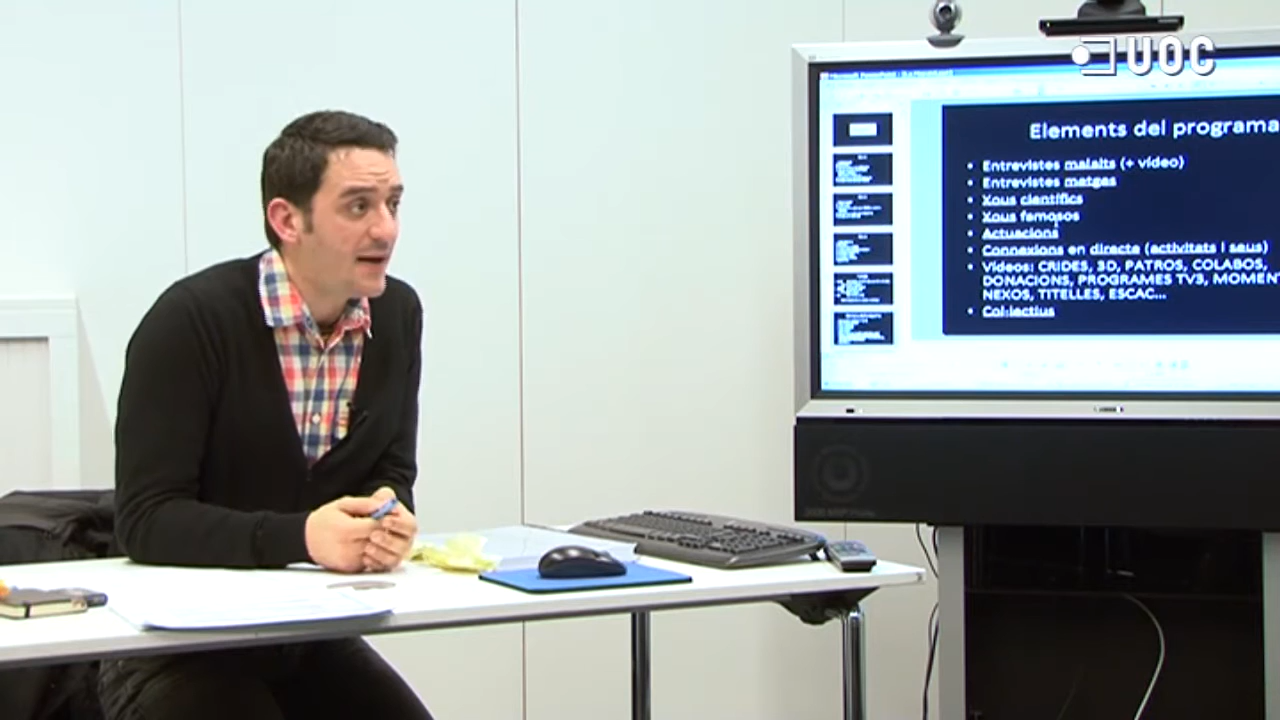 UOC
Elements del programa
• Entrevistes malalts (+ vídeo)
• Entrevistes metges
• Xous científics
• Xous famosos
• Actuacions
• Connexions en directe (activitats i seus)
• Vídeos: CRIDES, 3D, PATROS, COLABOS,
DONACIONS, PROGRAMES TV3, MOMENT
NEXOS, TITELLES, ESCAC...
• Col·lectius